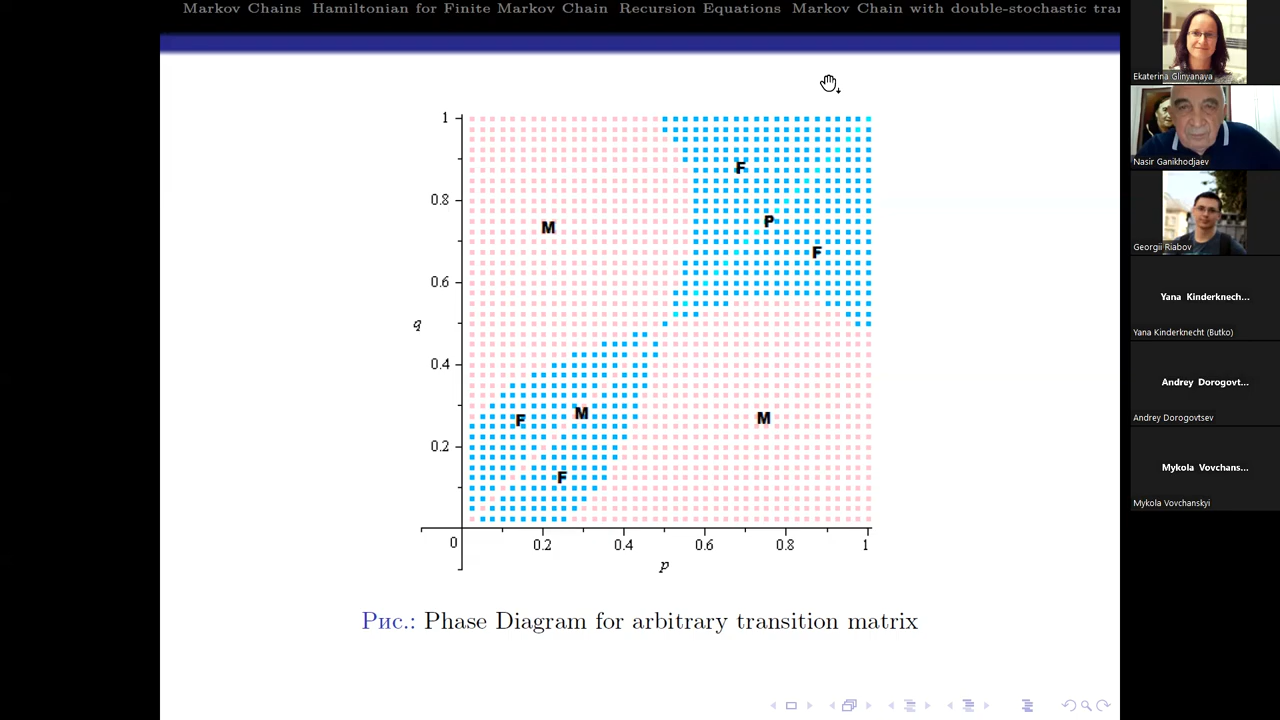 Markov Chains Hamiltonian for Finite Markov Chain Recursion Equations Markov Chain with double-stochastic tran
Ekaterina Glinyanaya
Nasir Ganikhodjaev
Georgii Riabov
Yana Kinderknech...
Yana Kinderknecht (Butko)
Andrey Dorogovt...
Andrey Dorogovtsev
Mykola Vovchans...
Mykola Vovchanskyi
1
0.8
0.6
q
0.4
0.2
0
0.2
0.4
0.6
0.8
1
p
F
P
F
M
M
F
M
F
Рис.: Phase Diagram for arbitrary transition matrix